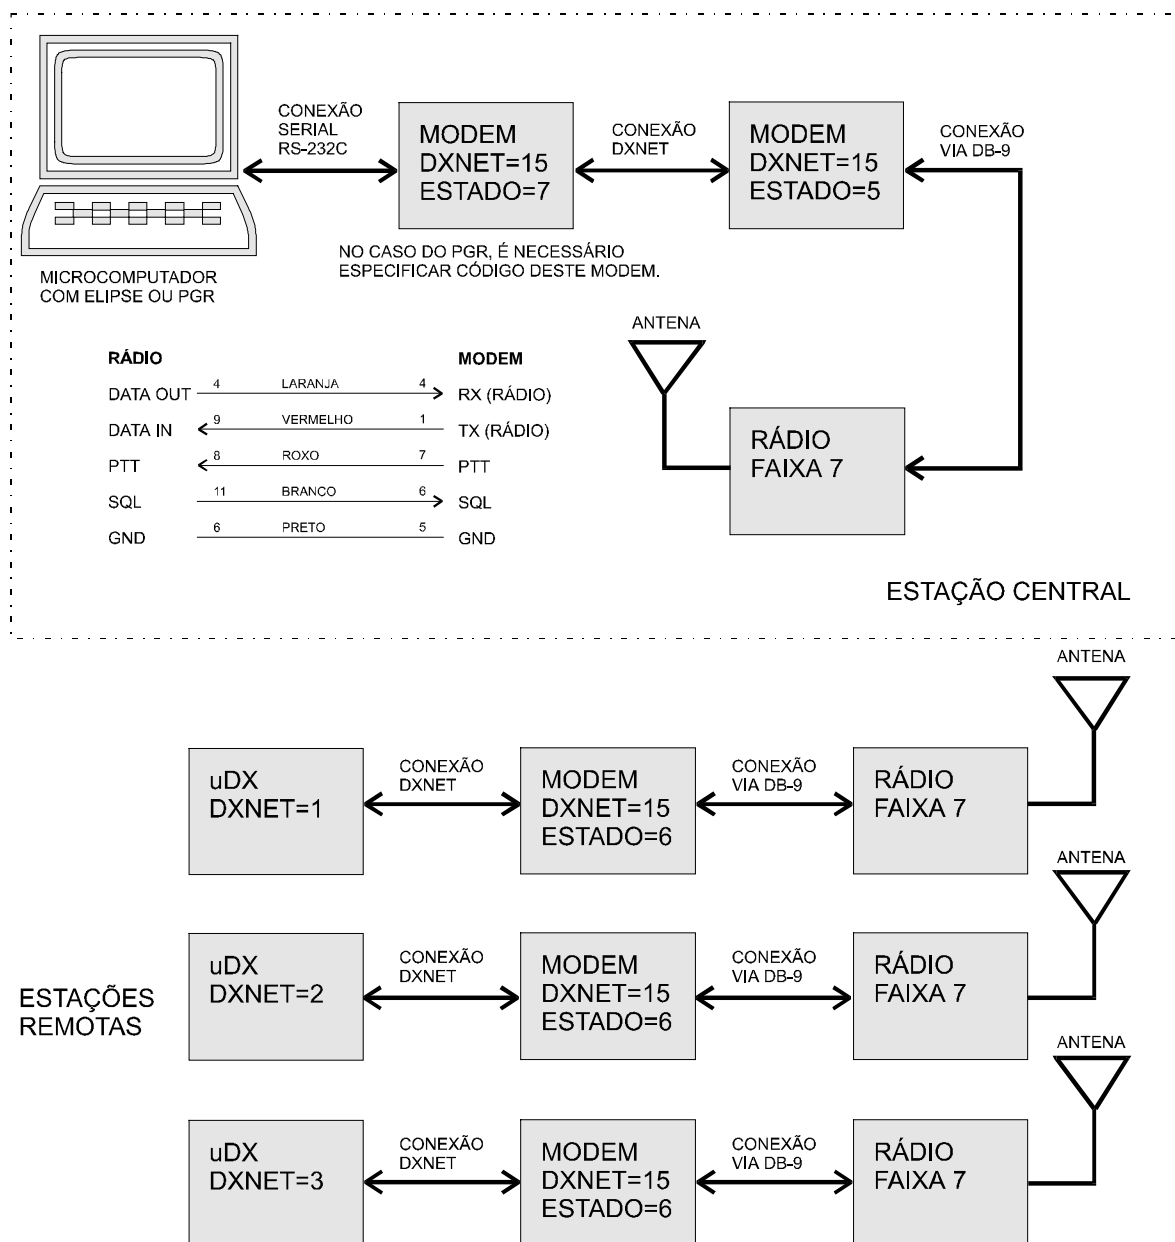 CONEXÃO
SERIAL
RS-232C
MODEM
DXNET=15
ESTADO=7
CONEXÃO
DXNET
MODEM
DXNET=15
ESTADO=5
CONEXÃO
VIA DB-9
NO CASO DO PGR, É NECESSÁRIO
ESPECIFICAR CÓDIGO DESTE MODEM.
MICROCOMPUTADOR
COM ELIPSE OU PGR
ANTENA
RÁDIO MODEM
DATA OUT 4 LARANJA 4 RX (RÁDIO)
DATA IN 9 VERMELHO 1 TX (RÁDIO)
PTT 8 ROXO 7 PTT
SQL 11 BRANCO 6 SQL
GND 6 PRETO 5 GND
RÁDIO
FAIXA 7
ESTAÇÃO CENTRAL
ANTENA
uDX
DXNET=1
CONEXÃO
DXNET
MODEM
DXNET=15
ESTADO=6
CONEXÃO
VIA DB-9
RÁDIO
FAIXA 7
ANTENA
ESTAÇÕES
REMOTAS
uDX
DXNET=2
CONEXÃO
DXNET
MODEM
DXNET=15
ESTADO=6
CONEXÃO
VIA DB-9
RÁDIO
FAIXA 7
ANTENA
uDX
DXNET=3
CONEXÃO
DXNET
MODEM
DXNET=15
ESTADO=6
CONEXÃO
VIA DB-9
RÁDIO
FAIXA 7